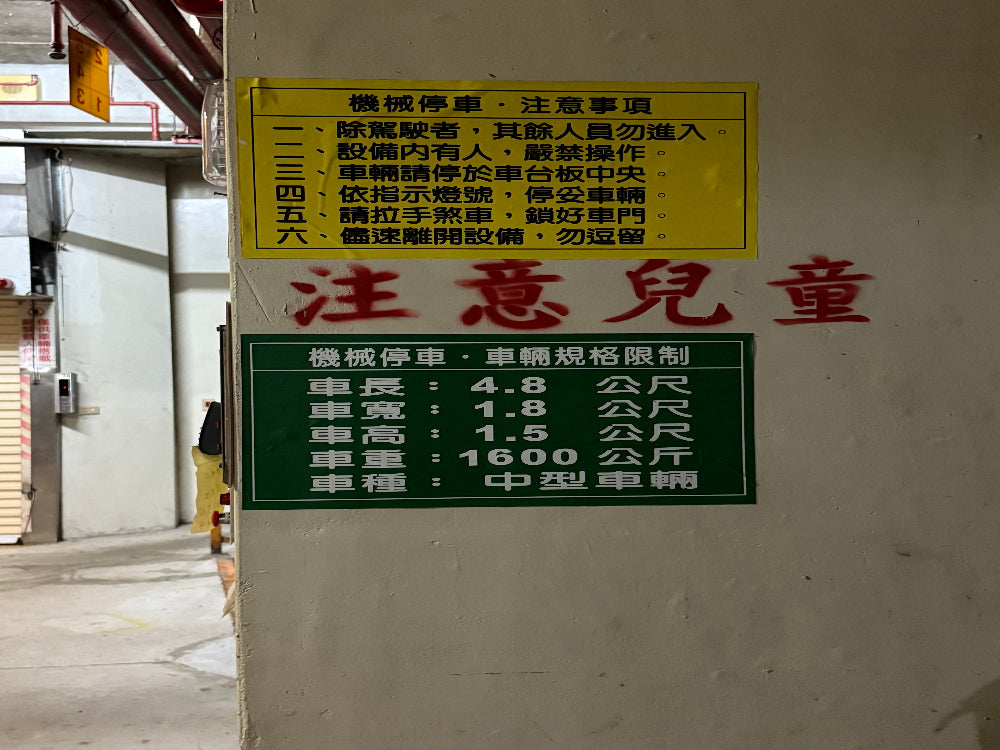 機械停車・注意事項
一、除駕駛者，其餘人員勿進入。
二、設備內有人，嚴禁操作。
三、車輛請停於車台板中央。
四、依指示燈號，停妥車輛。
五、請拉手煞車，鎖好車門。
六、儘速離開設備，勿逗留。
注意兒童
機械停車・車輛規格限制
車長：4.8 公尺
車寬：1.8 公尺
車高：1.5 公尺
車重：1600 公斤
車種：中型車輛